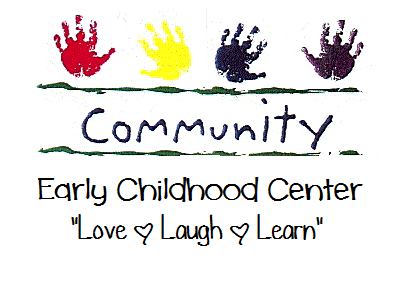 Community
Early Childhood Center
"Love ♡ Laugh ♡ Learn"